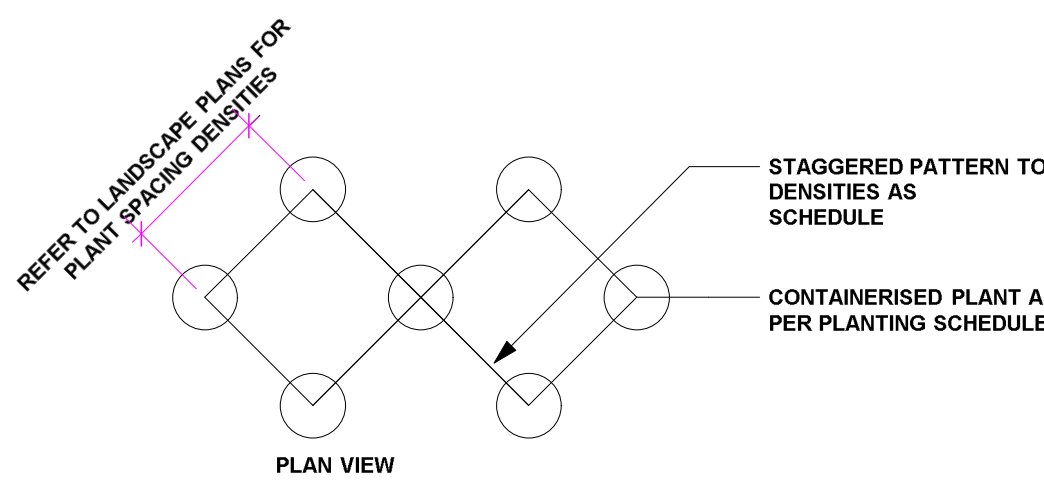 REFER TO LANDSCAPE PLANS FOR
PLANT SPACING DENSITIES
STAGGERED PATTERN TO
DENSITIES AS
SCHEDULE
CONTAINERISED PLANT A
PER PLANTING SCHEDULE
PLAN VIEW